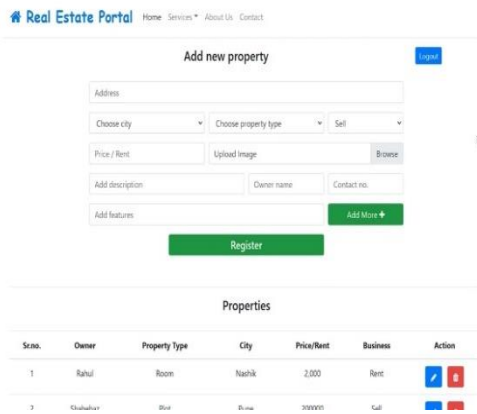 Real Estate Portal Home Services About Us Contact
Add new property Logout
Address
Choose city Choose property type Sell
Price / Rent Upload Image Browse
Add description Owner name Contact no.
Add features Add More +
Register
Properties
Sr.no. Owner Property Type City Price/Rent Business Action
1 Rahul Room Nashik 2,000 Rent
2 Shahebaz Plot Pune 200000 Sell